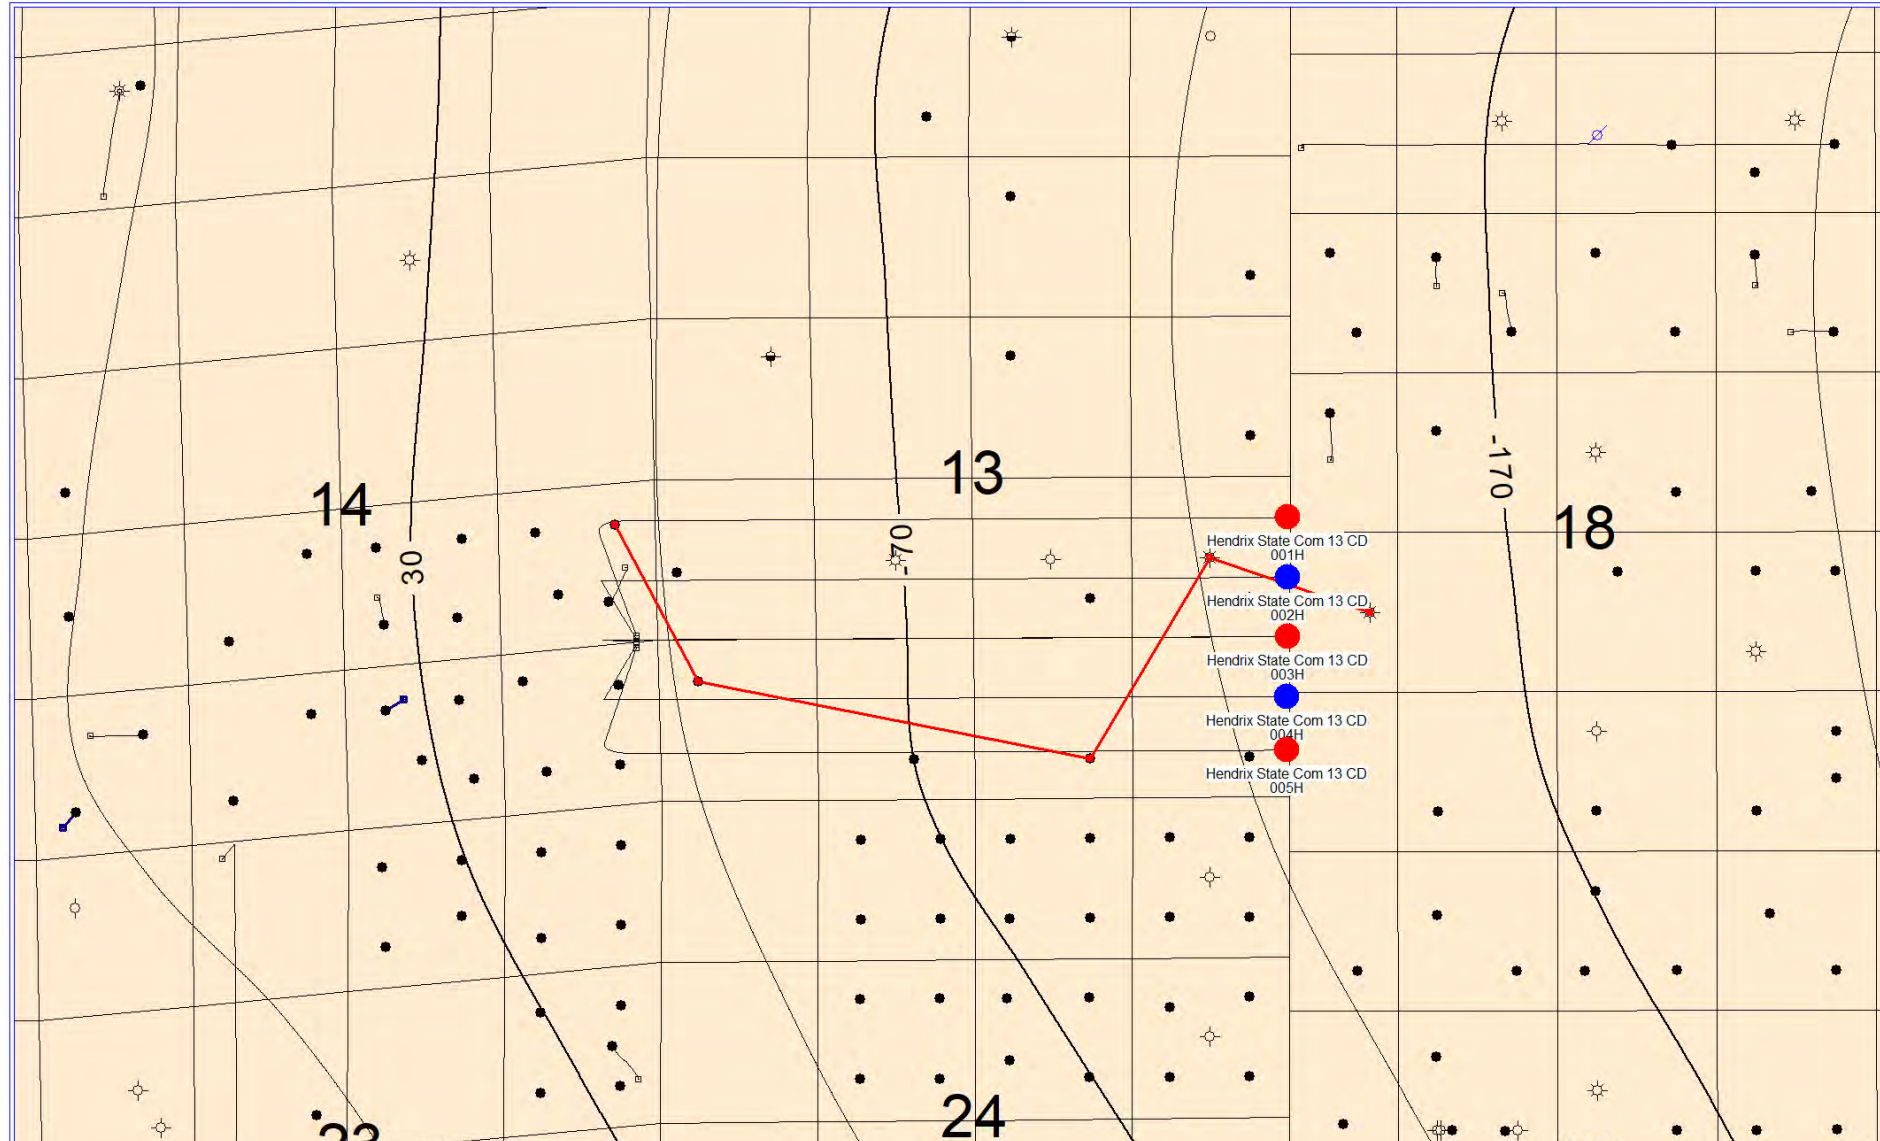 13
14
-170
18
-70
30
Hendrix State Com 13 CD
001H
Hendrix State Com 13 CD
002H
Hendrix State Com 13 CD
003H
Hendrix State Com 13 CD
004H
Hendrix State Com 13 CD
005H
24
23